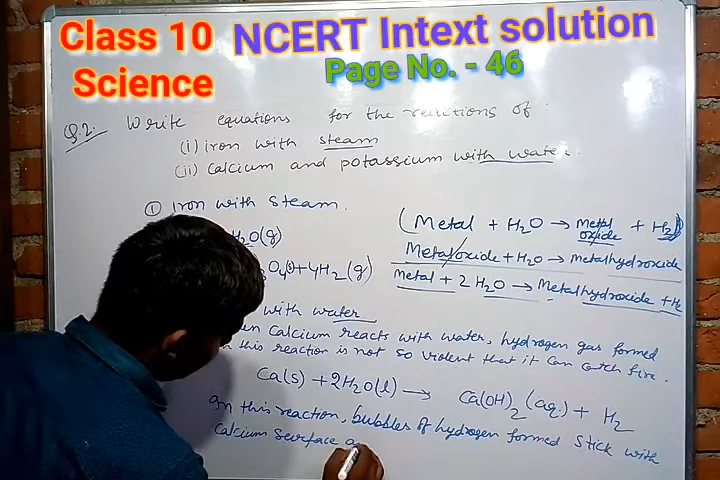 Class 10 NCERT Intext solution
Science Page No. - 46
Q.2. Write equations for the reactions of :
(i) iron with steam
(ii) Calcium and potassium with water.
① Iron with steam.
H₂O(g)
O₄(s) + 4H₂(g)
with water
Calcium reacts with water, hydrogen gas formed
this reaction is not so violent that it can catch fire.
Ca(s) + 2H₂O(l) → Ca(OH)₂(aq.) + H₂
In this reaction, bubbles of hydrogen formed stick with
Calcium surface
(Metal + H₂O → Metal oxide + H₂)
Metal oxide + H₂O → Metal hydroxide
Metal + 2H₂O → Metal hydroxide + H₂